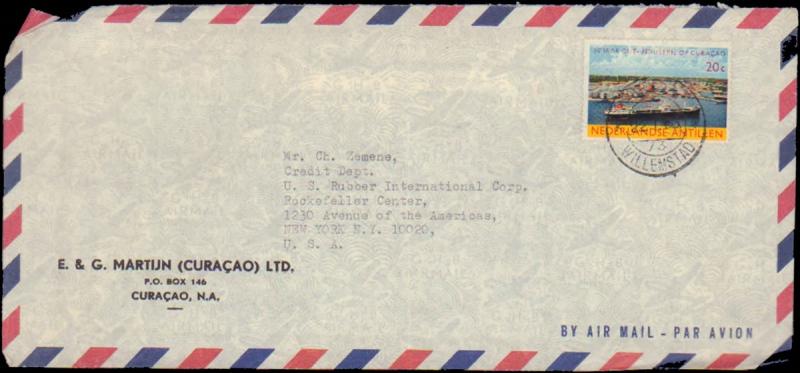 20c
NEDERLANDSE ANTILLEN
73
WILLEMSTAD
Mr. Ch. Zemene,
Credit Dept.
U. S. Rubber International Corp.
Rockefeller Center,
1230 Avenue of the Americas,
NEW YORK N.Y. 10020,
U. S. A.
E. & G. MARTIJN (CURAÇAO) LTD.
P.O. BOX 146
CURAÇAO, N.A.
BY AIR MAIL - PAR AVION